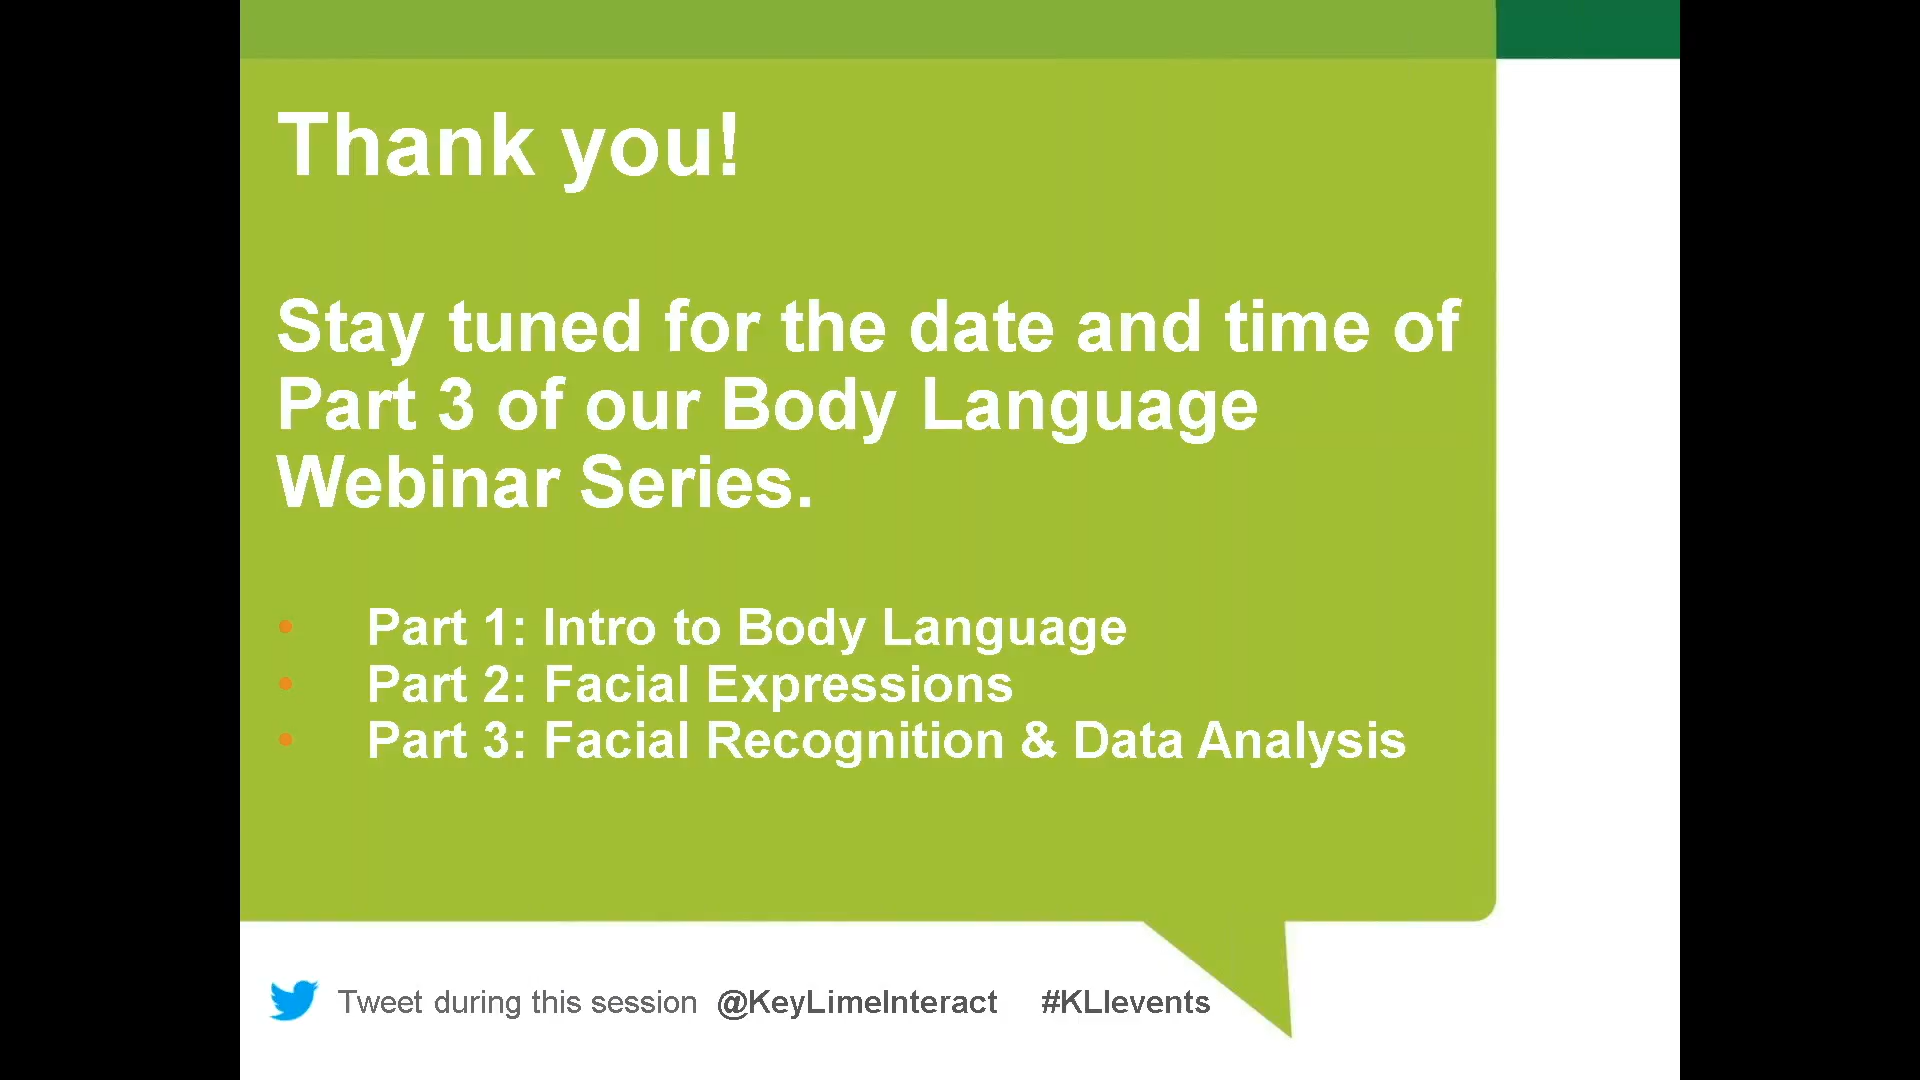 Thank you!
Stay tuned for the date and time of
Part 3 of our Body Language
Webinar Series.
• Part 1: Intro to Body Language
• Part 2: Facial Expressions
• Part 3: Facial Recognition & Data Analysis
Tweet during this session @KeyLimeInteract #KLIevents